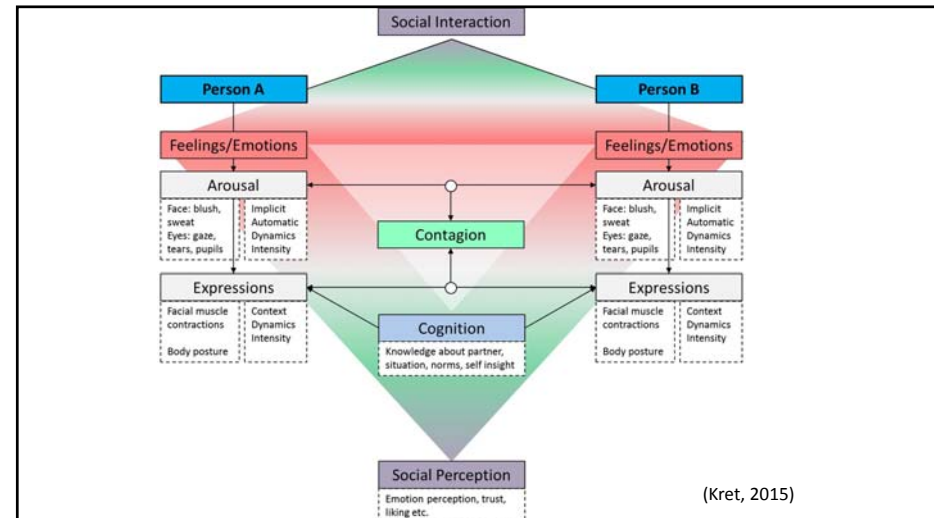 Social Interaction
Person A
Person B
Feelings/Emotions
Feelings/Emotions
Arousal
Arousal
Face: blush,
sweat
Eyes: gaze,
tears, pupils
Implicit
Automatic
Dynamics
Intensity
Face: blush,
sweat
Eyes: gaze,
tears, pupils
Implicit
Automatic
Dynamics
Intensity
Contagion
Expressions
Expressions
Facial muscle
contractions
Body posture
Context
Dynamics
Intensity
Cognition
Knowledge about partner,
situation, norms, self insight
Facial muscle
contractions
Body posture
Context
Dynamics
Intensity
Social Perception
Emotion perception, trust,
liking etc.
(Kret, 2015)